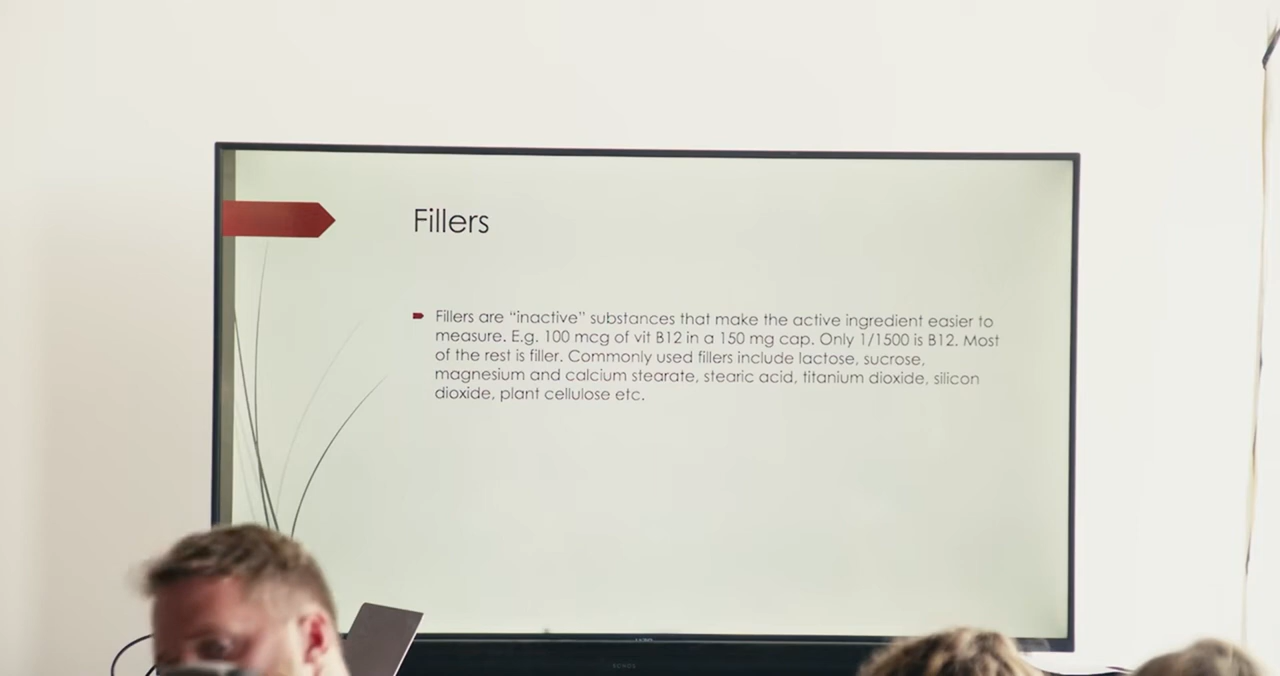 Fillers
Fillers are “inactive” substances that make the active ingredient easier to
measure. E.g. 100 mcg of vit B12 in a 150 mg cap. Only 1/1500 is B12. Most
of the rest is filler. Commonly used fillers include lactose, sucrose,
magnesium and calcium stearate, stearic acid, titanium dioxide, silicon
dioxide, plant cellulose etc.